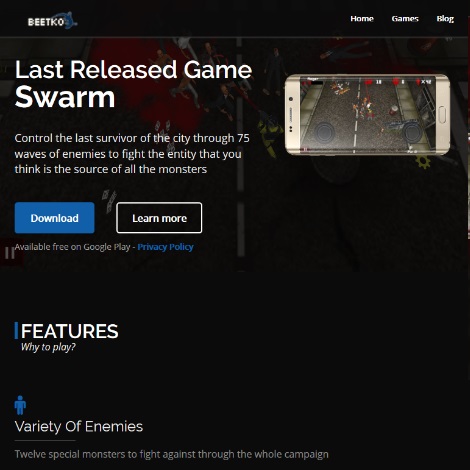 BEETKO
Home Games Blog
Last Released Game
Swarm
Control the last survivor of the city through 75
waves of enemies to fight the entity that you
think is the source of all the monsters
Download Learn more
Available free on Google Play - Privacy Policy
FEATURES
Why to play?
Variety Of Enemies
Twelve special monsters to fight against through the whole campaign